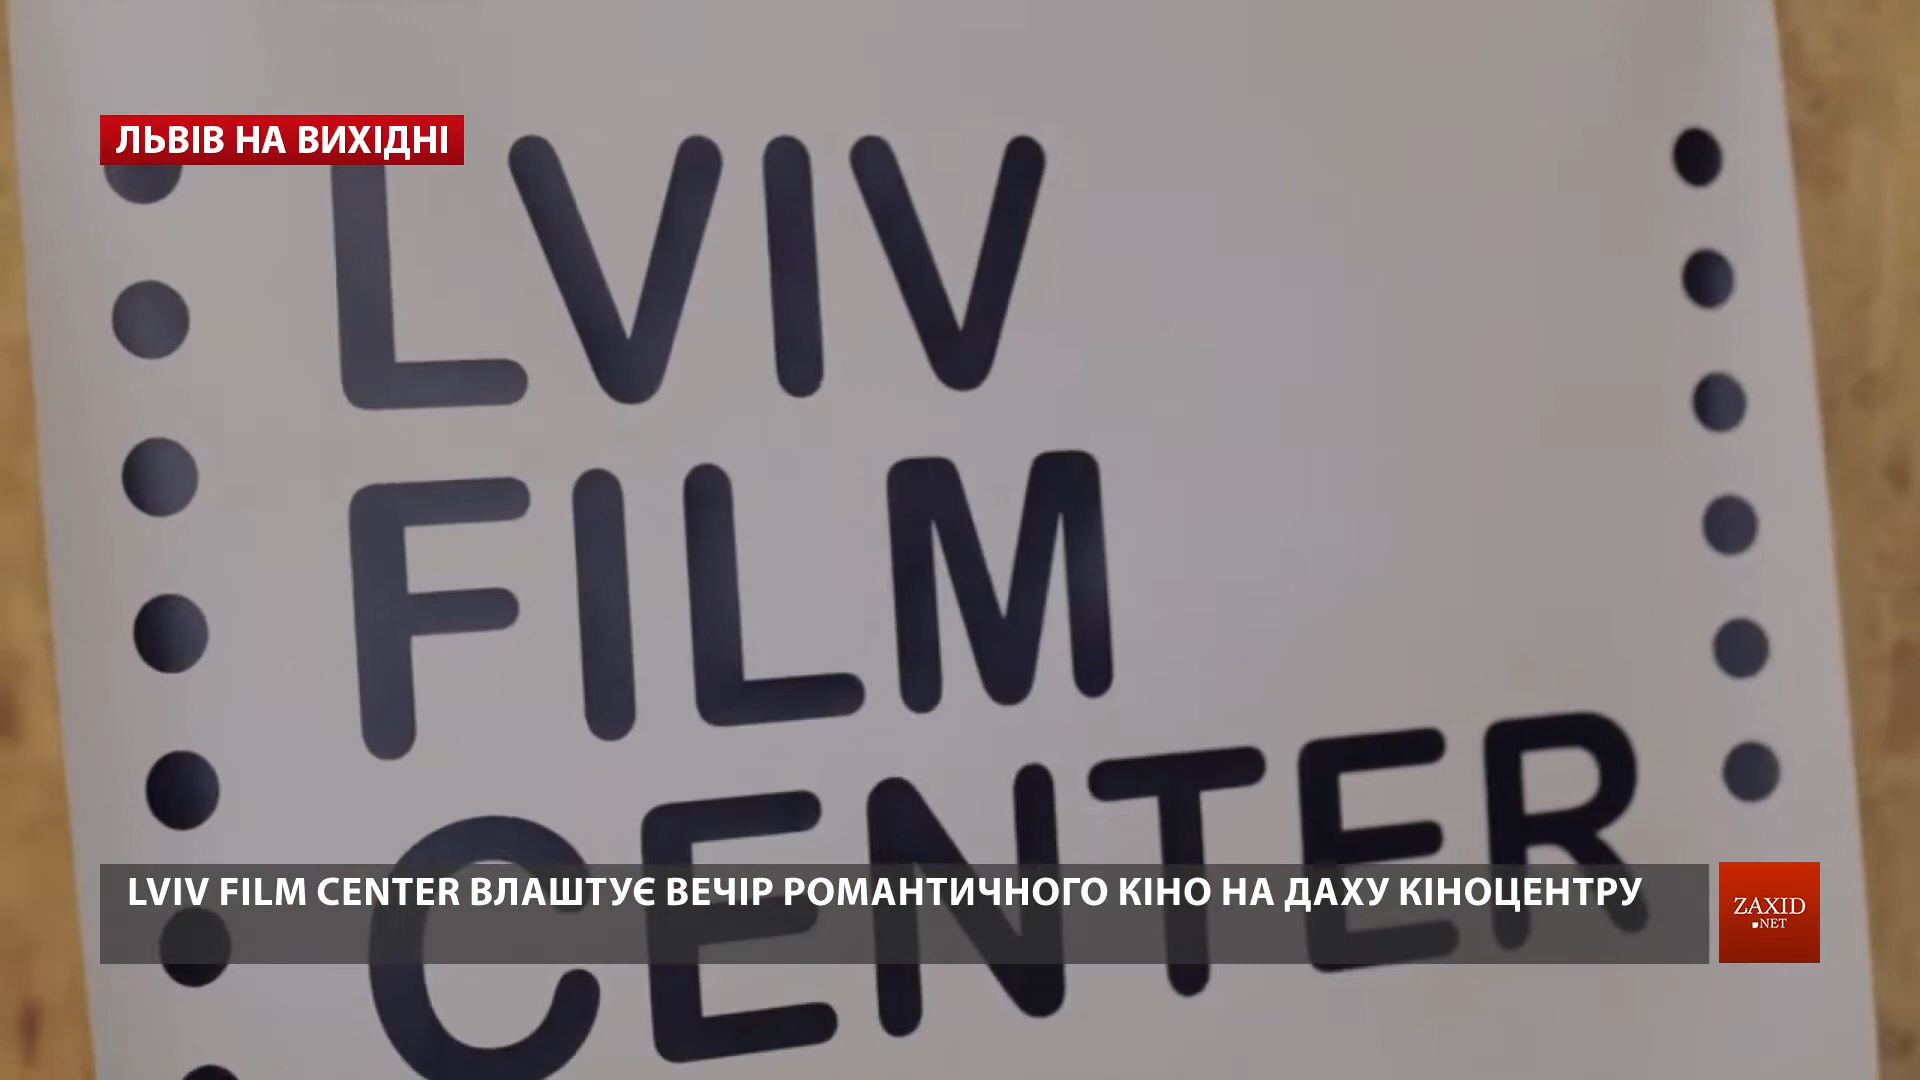 ЛЬВІВ НА ВИХІДНІ
LVIV
FILM
CENTER
LVIV FILM CENTER ВЛАШТУЄ ВЕЧІР РОМАНТИЧНОГО КІНО НА ДАХУ КІНОЦЕНТРУ
ZAXID
.NET